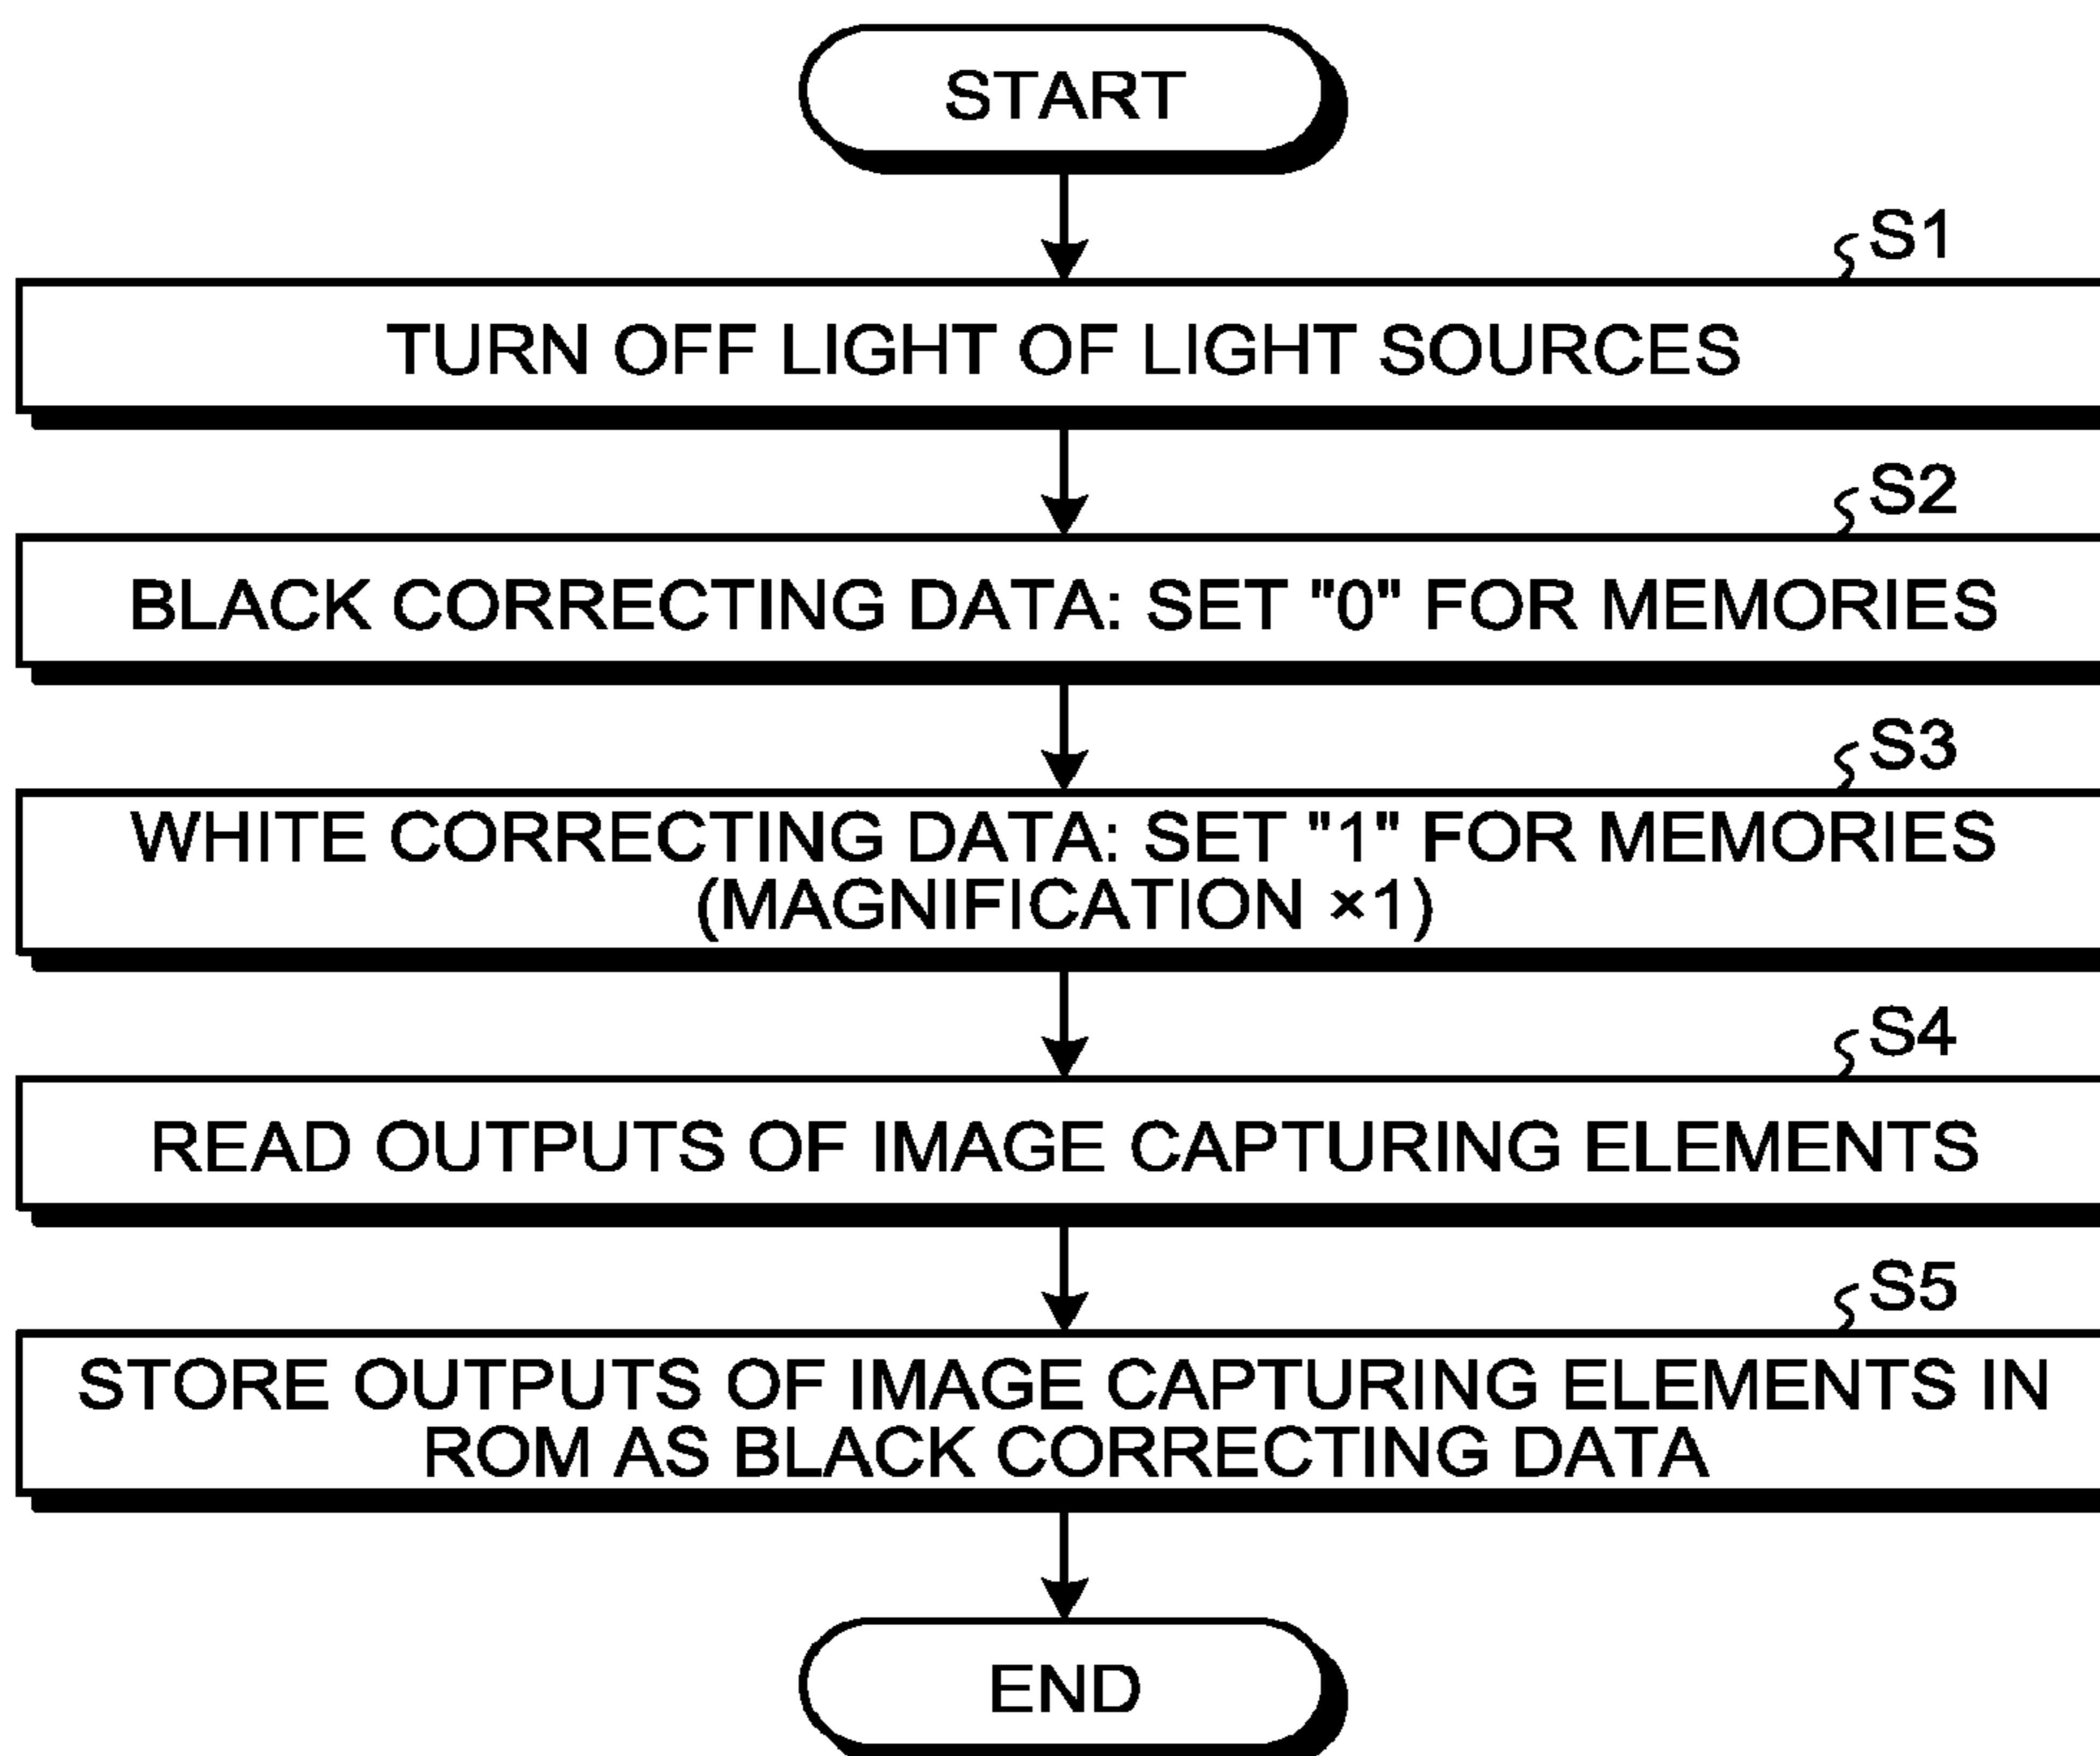 START
S1
TURN OFF LIGHT OF LIGHT SOURCES
S2
BLACK CORRECTING DATA: SET "0" FOR MEMORIES
S3
WHITE CORRECTING DATA: SET "1" FOR MEMORIES
(MAGNIFICATION ×1)
S4
READ OUTPUTS OF IMAGE CAPTURING ELEMENTS
S5
STORE OUTPUTS OF IMAGE CAPTURING ELEMENTS IN
ROM AS BLACK CORRECTING DATA
END